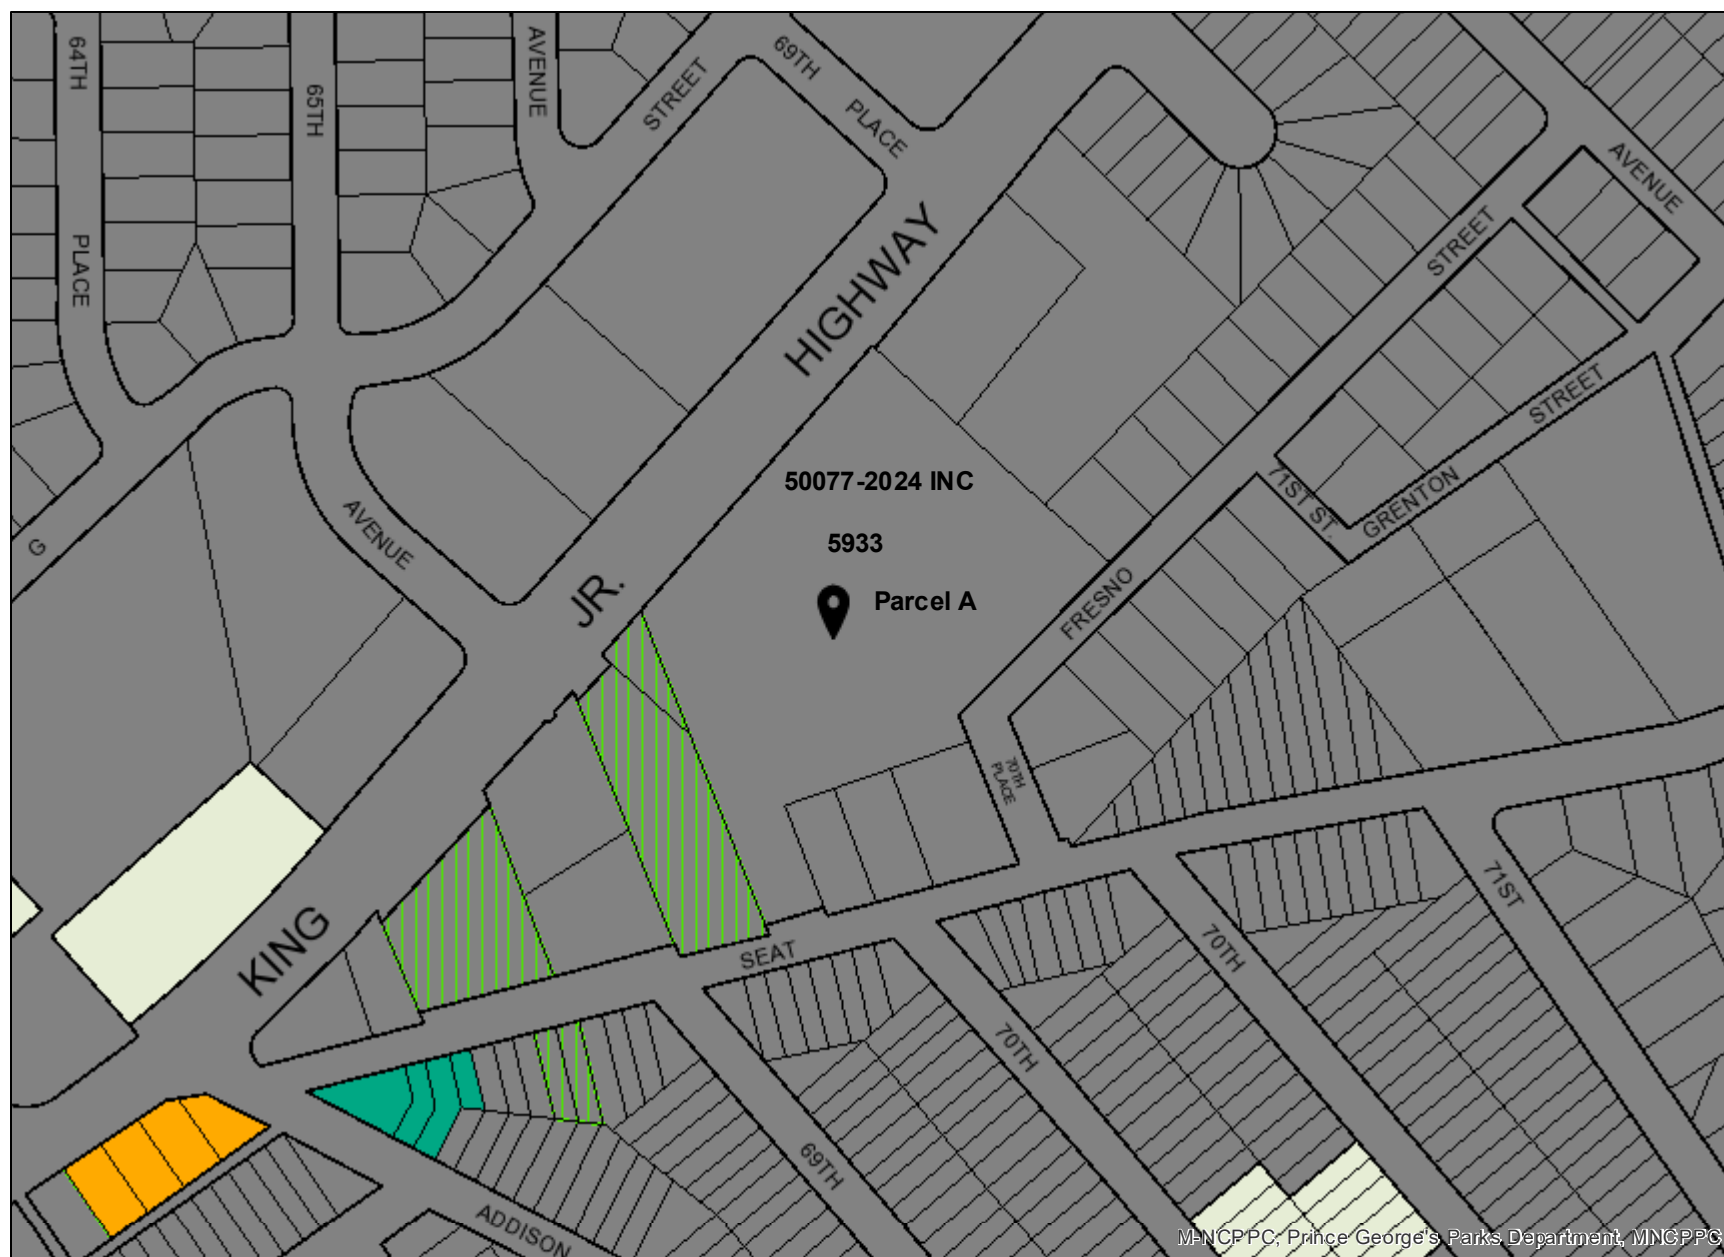 64TH
PLACE
65TH
AVENUE
STREET
69TH
PLACE
HIGHWAY
AVENUE
STREET
STREET
GRENTON
71ST ST.
G
AVENUE
JR.
50077-2024 INC
5933
Parcel A
FRESNO
70TH
PLACE
71ST
KING
SEAT
70TH
70TH
69TH
ADDISON
M-NCPPC; Prince George's Parks Department, MNCPPC